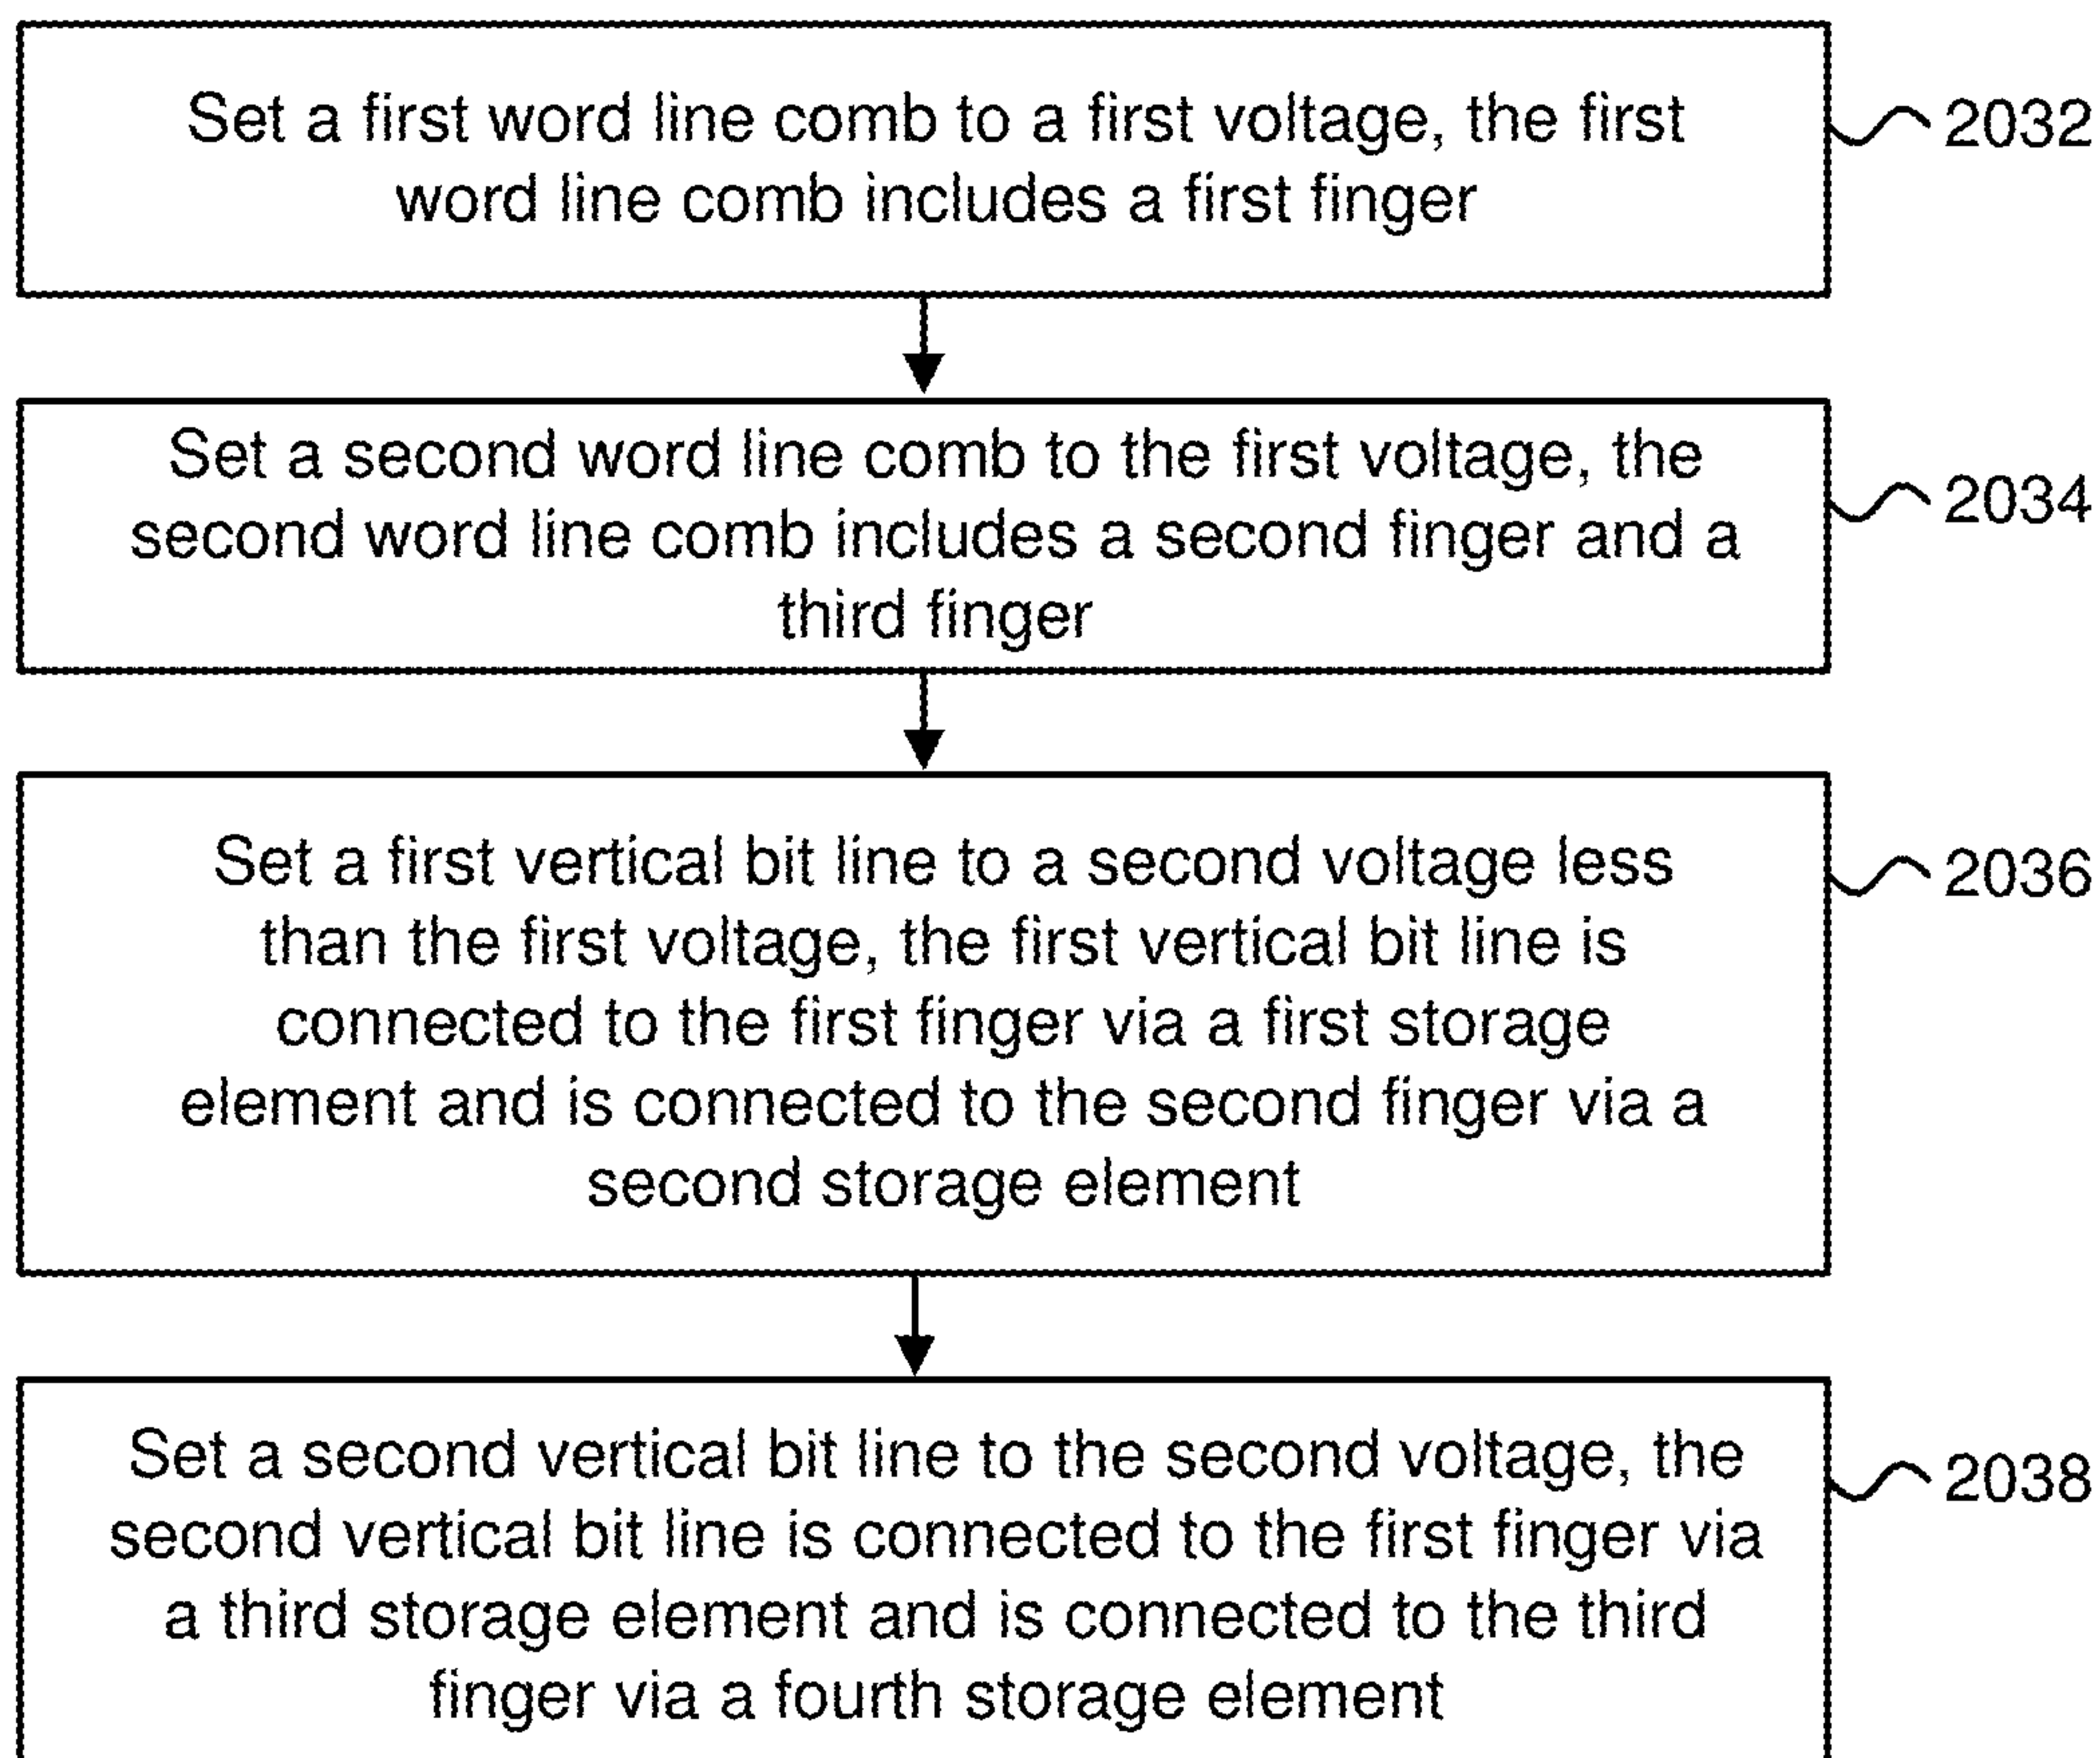 Set a first word line comb to a first voltage, the first
word line comb includes a first finger
2032
Set a second word line comb to the first voltage, the
second word line comb includes a second finger and a
third finger
2034
Set a first vertical bit line to a second voltage less
than the first voltage, the first vertical bit line is
connected to the first finger via a first storage
element and is connected to the second finger via a
second storage element
2036
Set a second vertical bit line to the second voltage, the
second vertical bit line is connected to the first finger via
a third storage element and is connected to the third
finger via a fourth storage element
2038